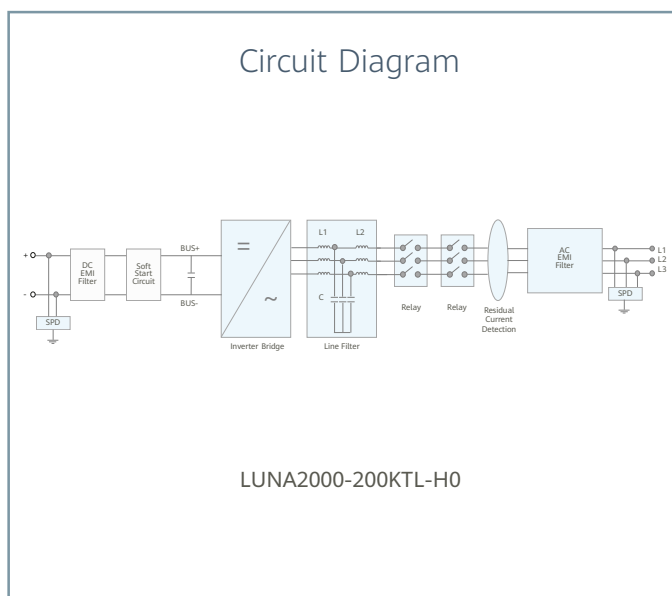 Circuit Diagram
+
-
SPD
DC
EMI
Filter
Soft
Start
Circuit
BUS+
BUS-
=
~
Inverter Bridge
L1 L2
C
Line Filter
Relay
Relay
Residual
Current
Detection
AC
EMI
Filter
L1
L2
L3
SPD
LUNA2000-200KTL-H0